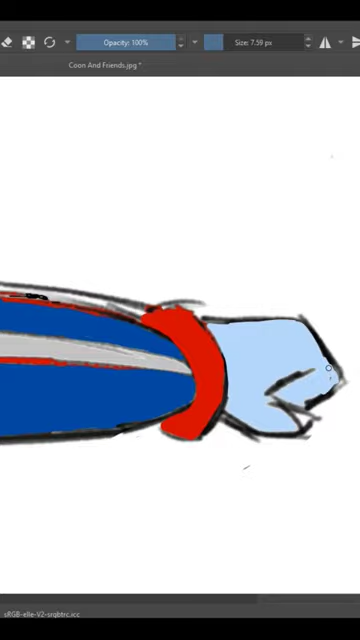 Opacity: 100%
Size: 7.59 px
Coon And Friends.jpg *
sRGB-elle-V2-srgbtrc.icc